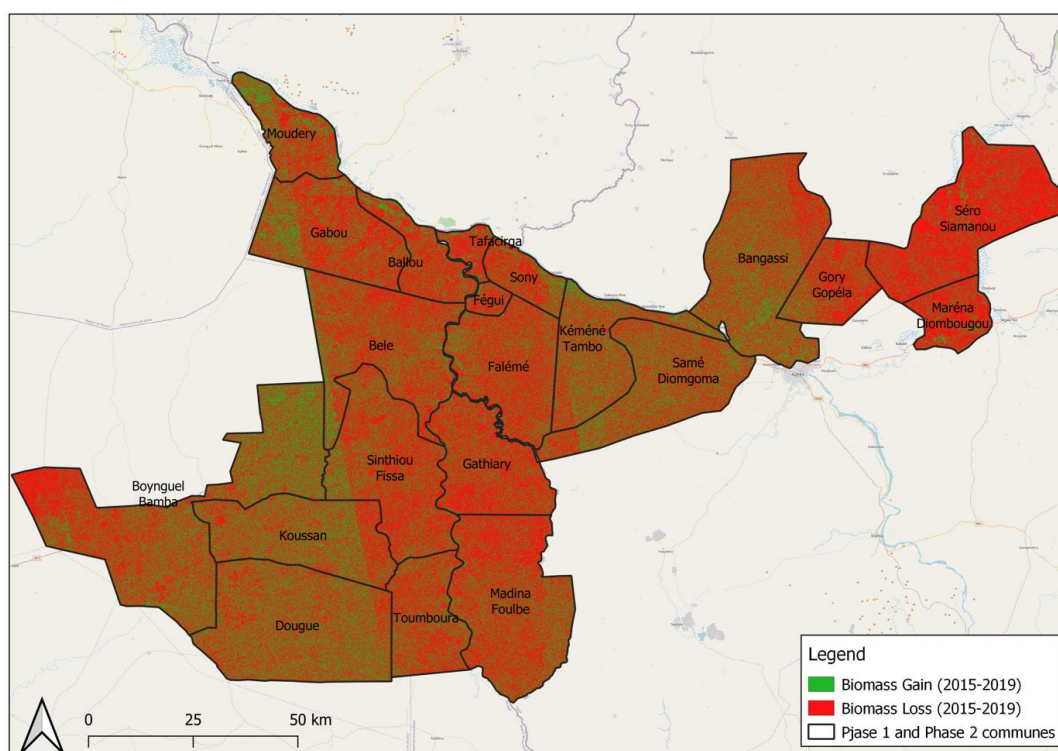 Moudery
Gabou
Ballou
Tafacirga
Sony
Fégui
Bele
Falémé
Kéméné
Tambo
Samé
Diomgoma
Bangassi
Gory
Gopéla
Séro
Siamanou
Maréna
Diombougou
Sinthiou
Fissa
Gathiary
Boynguel
Bamba
Koussan
Dougue
Toumboura
Madina
Foulbe
Legend
Biomass Gain (2015-2019)
Biomass Loss (2015-2019)
Pjase 1 and Phase 2 communes
0 25 50 km